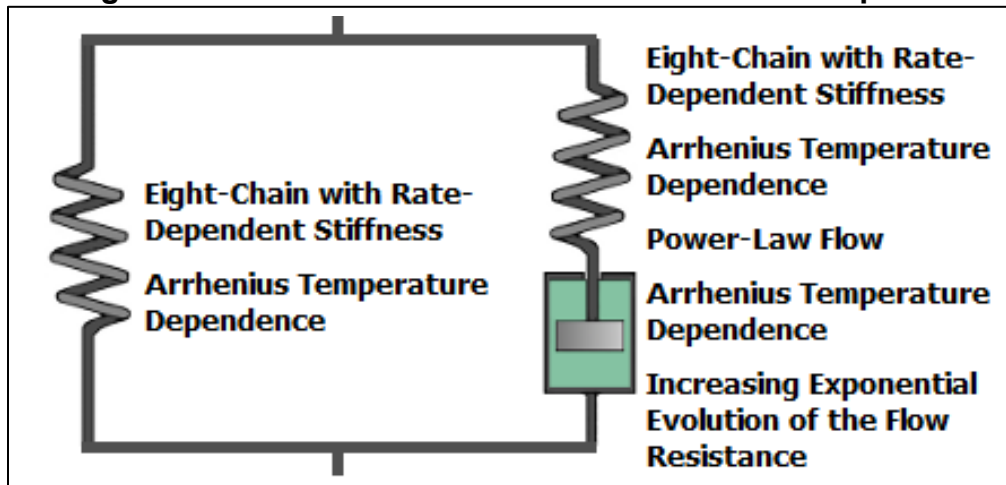 Eight-Chain with Rate-
Dependent Stiffness
Arrhenius Temperature
Dependence
Eight-Chain with Rate-
Dependent Stiffness
Arrhenius Temperature
Dependence
Power-Law Flow
Arrhenius Temperature
Dependence
Increasing Exponential
Evolution of the Flow
Resistance